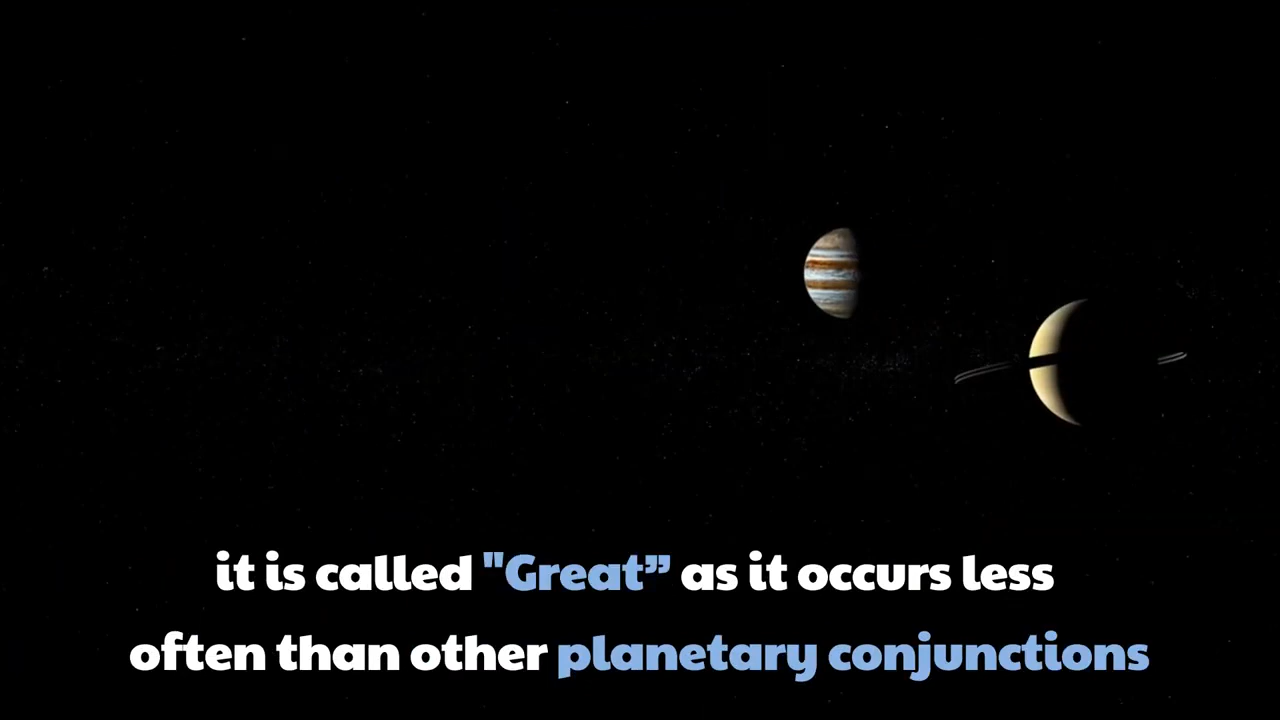 it is called "Great” as it occurs less
often than other planetary conjunctions